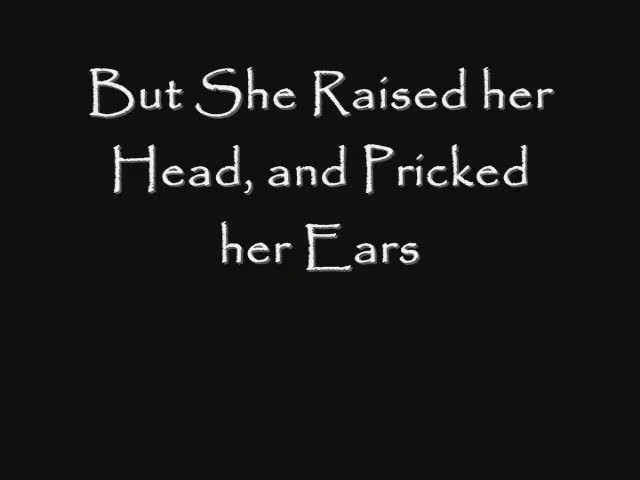 But She Raised her
Head, and Pricked
her Ears